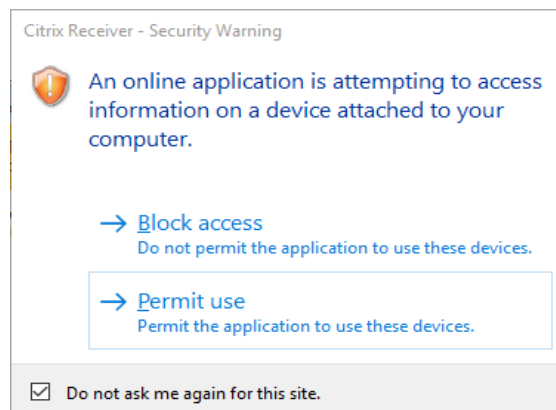 Citrix Receiver - Security Warning
An online application is attempting to access
information on a device attached to your
computer.
Block access
Do not permit the application to use these devices.
Permit use
Permit the application to use these devices.
Do not ask me again for this site.